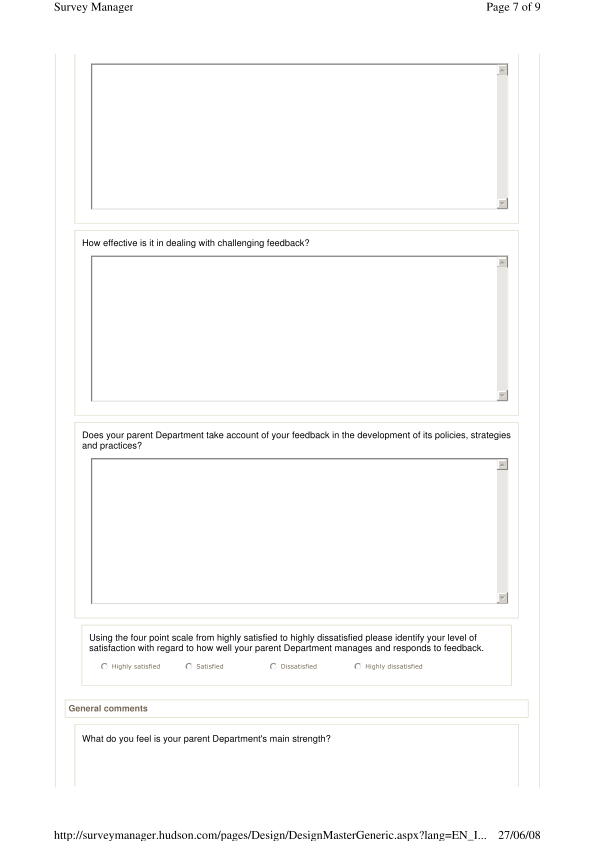 Survey Manager
Page 7 of 9
How effective is it in dealing with challenging feedback?
Does your parent Department take account of your feedback in the development of its policies, strategies
and practices?
Using the four point scale from highly satisfied to highly dissatisfied please identify your level of
satisfaction with regard to how well your parent Department manages and responds to feedback.
Highly satisfied Satisfied Dissatisfied Highly dissatisfied
General comments
What do you feel is your parent Department's main strength?
http://surveymanager.hudson.com/pages/Design/DesignMasterGeneric.aspx?lang=EN_I... 27/06/08